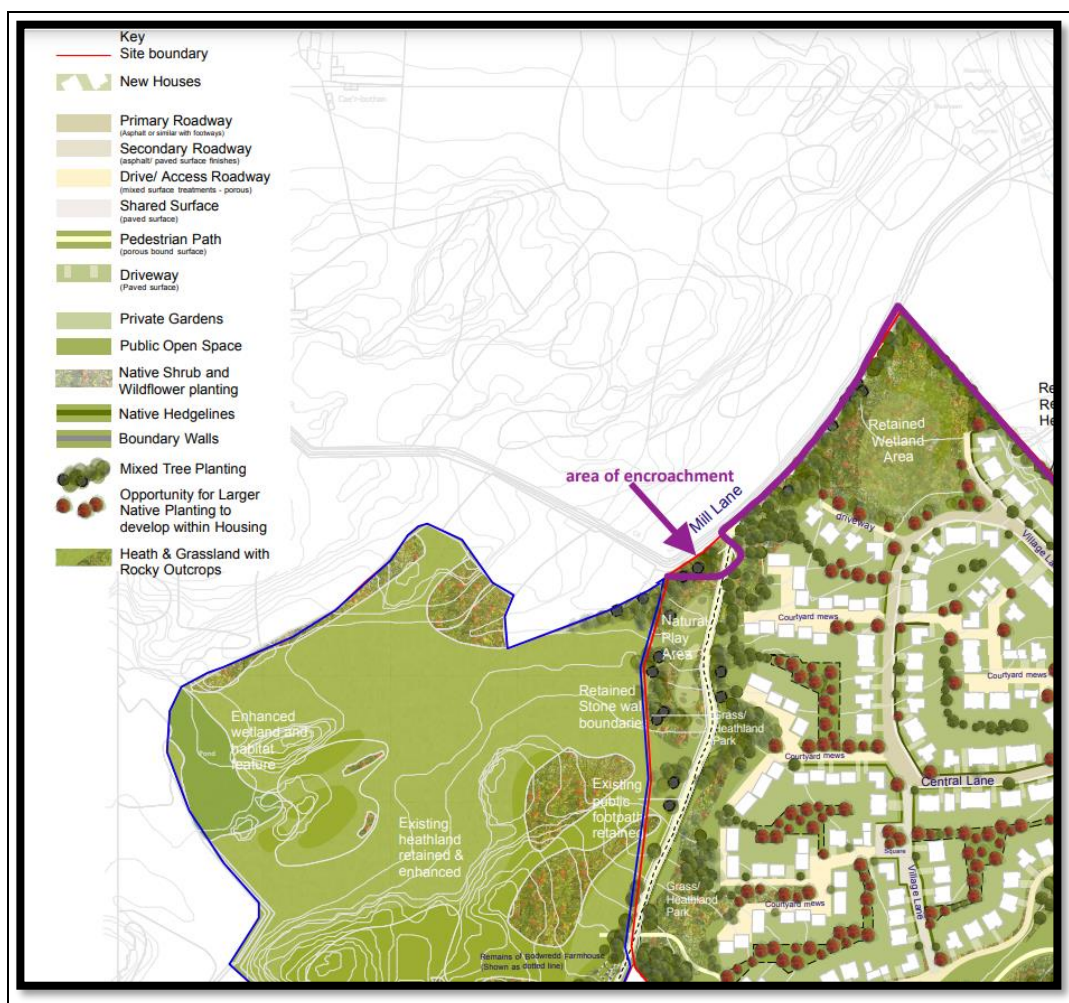 Key
Site boundary
New Houses
Primary Roadway
(Asphalt or similar with footways)
Secondary Roadway
(asphalt/ paved surface finishes)
Drive/ Access Roadway
(mixed surface treatments - porous)
Shared Surface
(paved surface)
Pedestrian Path
(porous bound surface)
Driveway
(Paved surface)
Private Gardens
Public Open Space
Native Shrub and
Wildflower planting
Native Hedgelines
Boundary Walls
Mixed Tree Planting
Opportunity for Larger
Native Planting to
develop within Housing
Heath & Grassland with
Rocky Outcrops
area of encroachment
Mill Lane
Retained
Wetland
Area
Re
Re
He
driveway
Village La
Courtyard mews
Courtyard mews
Natural
Play
Area
Retained
Stone wall
boundaries
Grass/
Heathland
Park
Enhanced
wetland and
habitet
feature
Pond
Courtyard mews
Central Lane
Existing
public
footpath
retained
Existing
heathland
retained &
enhanced
Square
Village Lane
Grass/
Heathland
Park
Courtyard mews
Remains of Bodwredd Farmhouse
(Shown as dotted line)